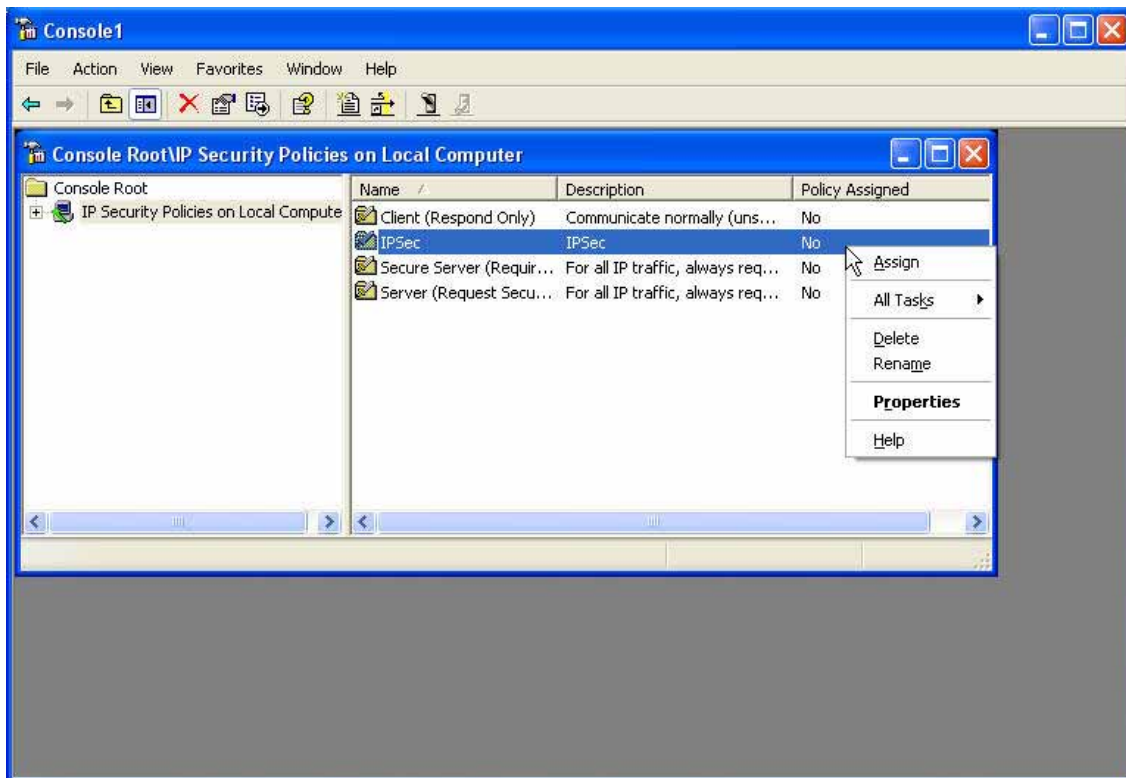 Console1
File Action View Favorites Window Help
Console Root\IP Security Policies on Local Computer
Console Root
IP Security Policies on Local Compute
Name Description Policy Assigned
Client (Respond Only) Communicate normally (uns... No
IPSec IPSec No
Secure Server (Requir... For all IP traffic, always req... No
Server (Request Secu... For all IP traffic, always req... No
Assign
All Tasks
Delete
Rename
Properties
Help